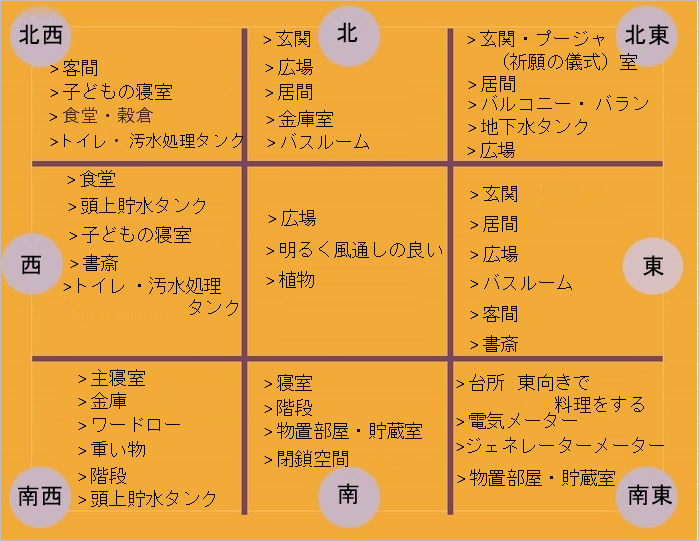 北西
>客間
>子どもの寝室
>食堂・穀倉
>トイレ・汚水処理タンク
北
>玄関
>広場
>居間
>金庫室
>バスルーム
北東
>玄関・プージャ
（祈願の儀式）室
>居間
>バルコニー・バラン
>地下水タンク
>広場
西
>食堂
>頭上貯水タンク
>子どもの寝室
>書斎
>トイレ・汚水処理
タンク
>広場
>明るく風通しの良い
>植物
東
>玄関
>居間
>広場
>バスルーム
>客間
>書斎
南西
>主寝室
>金庫
>ワードロー
>重い物
>階段
>頭上貯水タンク
南
>寝室
>階段
>物置部屋・貯蔵室
>閉鎖空間
南東
>台所 東向きで
料理をする
>電気メーター
>ジェネレーターメーター
>物置部屋・貯蔵室